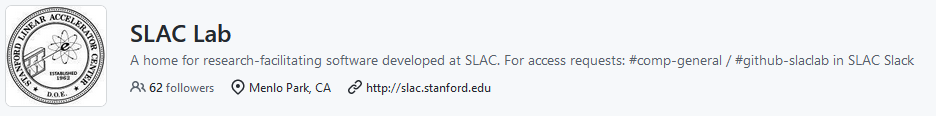 STANFORD LINEAR ACCELERATOR CENTER
e
ESTABLISHED
1962
D.O.E.
SLAC Lab
A home for research-facilitating software developed at SLAC. For access requests: #comp-general / #github-slaclab in SLAC Slack
62 followers Menlo Park, CA http://slac.stanford.edu